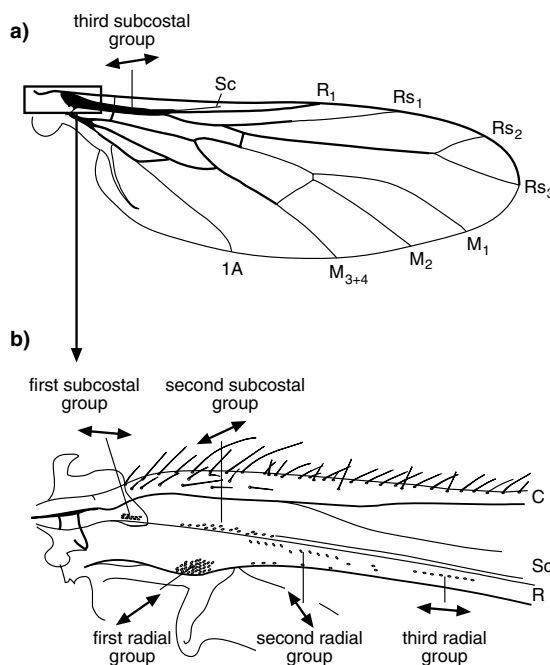 a)
third subcostal
group
Sc
R1
Rs1
Rs2
Rs3
M1
M2
M3+4
1A
b)
first subcostal
group
second subcostal
group
C
Sc
R
first radial
group
second radial
group
third radial
group